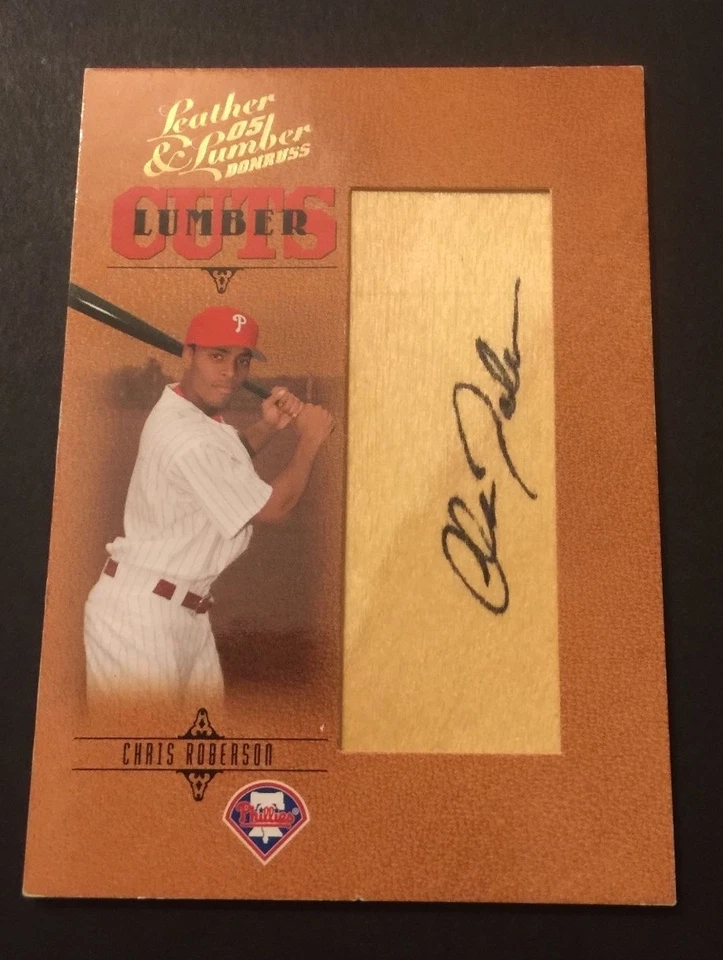 Leather
05
& Lumber
DONRUSS
CUTS
LUMBER
P
CHRIS ROBERSON
Phillies